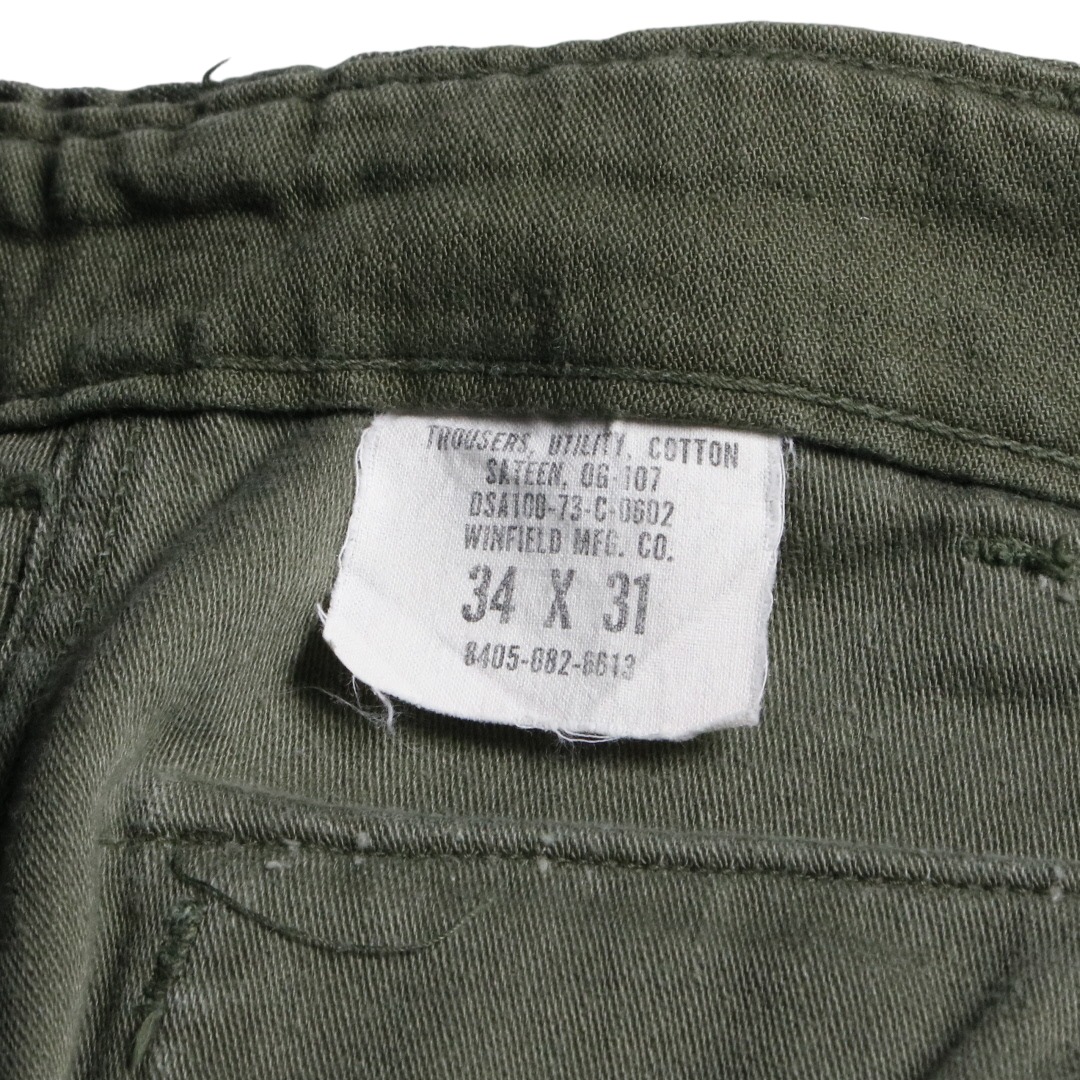 TROUSERS, UTILITY, COTTON
SATEEN, OG-107
DSA100-73-C-0602
WINFIELD MFG. CO.
34 X 31
8405-082-6613